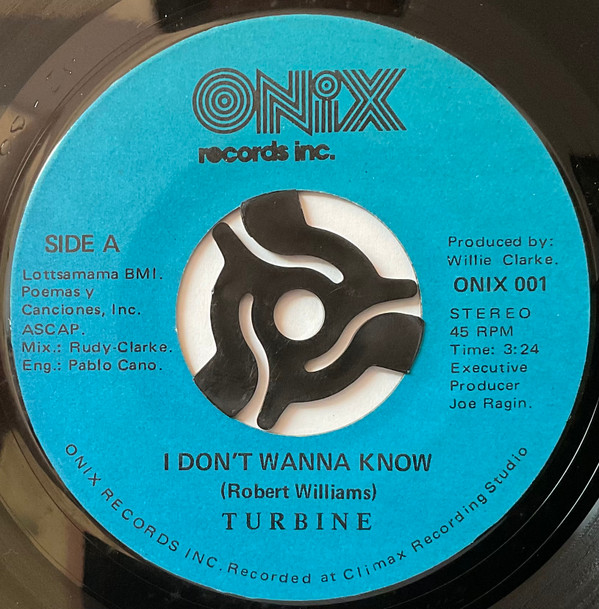 ONIX
records inc.
SIDE A
Lottsamama BMI.
Poemas y
Canciones, Inc.
ASCAP.
Mix.: Rudy-Clarke.
Eng.: Pablo Cano.
Produced by:
Willie Clarke.
ONIX 001
STEREO
45 RPM
Time: 3:24
Executive
Producer
Joe Ragin.
I DON'T WANNA KNOW
(Robert Williams)
TURBINE
ONIX RECORDS INC. Recorded at Climax Recording Studio